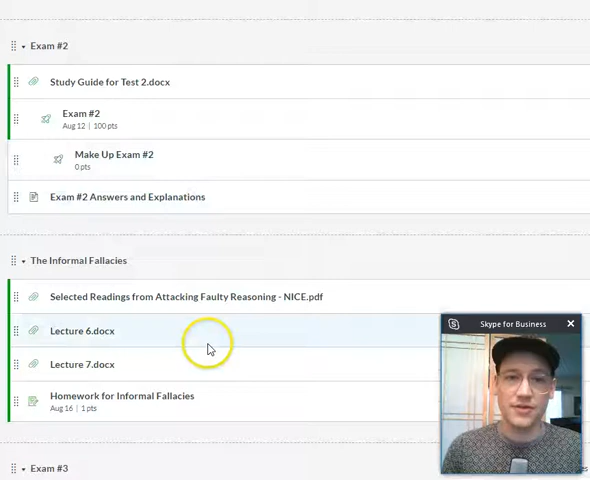 Exam #2
Study Guide for Test 2.docx
Exam #2
Aug 12 | 100 pts
Make Up Exam #2
0 pts
Exam #2 Answers and Explanations
The Informal Fallacies
Selected Readings from Attacking Faulty Reasoning - NICE.pdf
Lecture 6.docx
Skype for Business
Lecture 7.docx
Homework for Informal Fallacies
Aug 16 | 1 pts
Exam #3